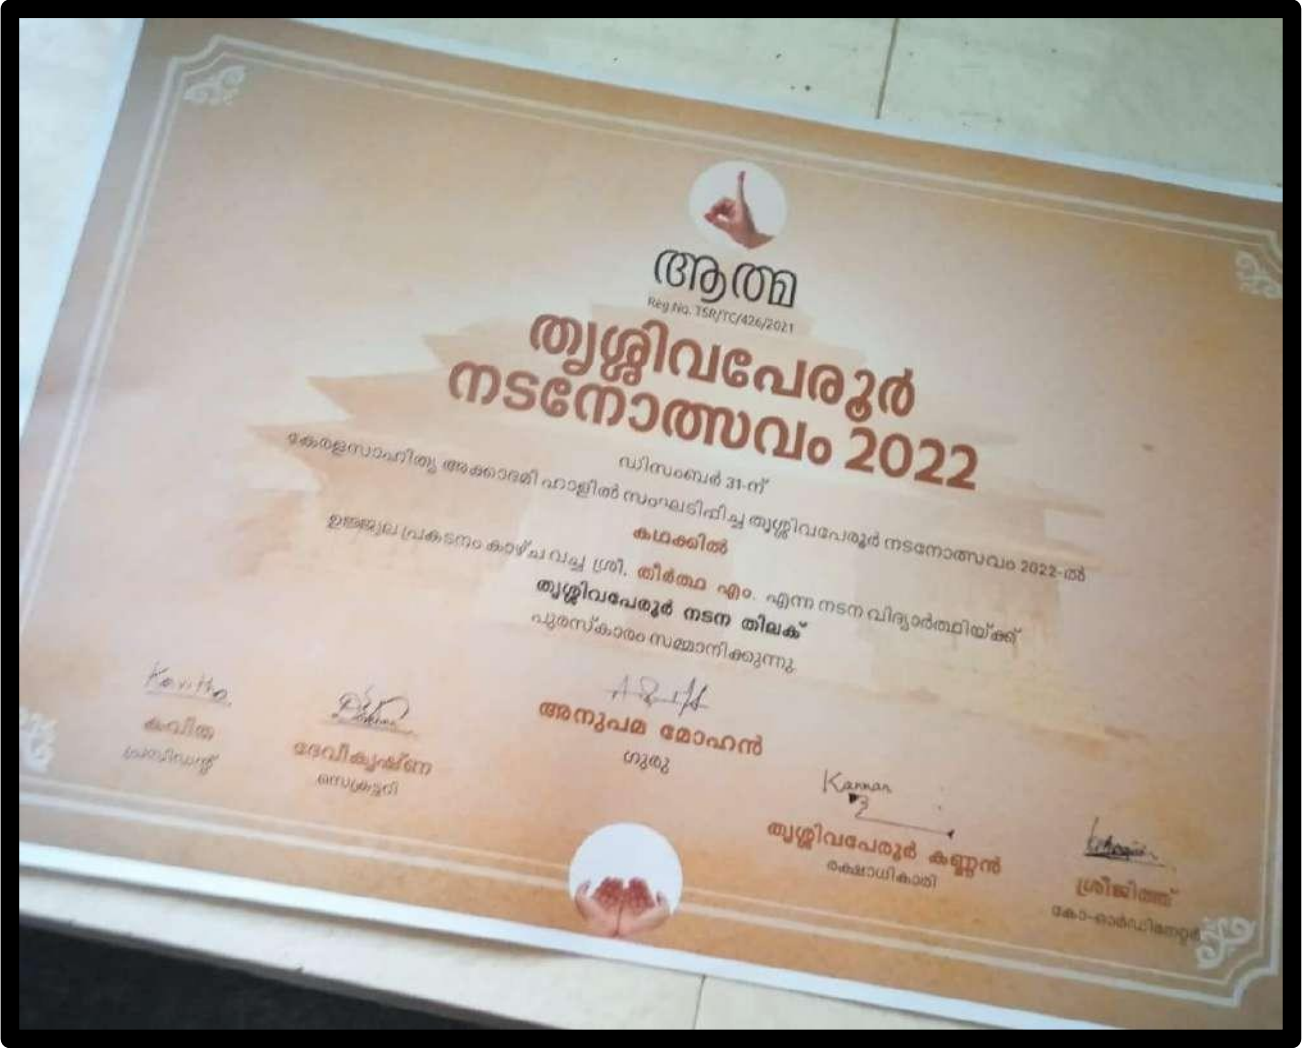 ആത്മ
Reg.No. TSR/TC/426/2021
തൃശ്ശിവപേരൂർ
നടനോത്സവം 2022
ഡിസംബർ 31-ന്
കേരളസാഹിത്യ അക്കാദമി ഹാളിൽ സംഘടിപ്പിച്ച തൃശ്ശിവപേരൂർ നടനോത്സവം 2022-ൽ
കഥക്കിൽ
ഉജ്ജ്വല പ്രകടനം കാഴ്ച വച്ച ശ്രീ. തീർത്ഥ എം. എന്ന നടന വിദ്യാർത്ഥിയ്ക്ക്
തൃശ്ശിവപേരൂർ നടന തിലക്
പുരസ്കാരം സമ്മാനിക്കുന്നു.
Kavitha
കവിത
പ്രസിഡന്റ്
ദേവീകൃഷ്ണ
സെക്രട്ടറി
അനുപമ മോഹൻ
ഗുരു
Kannan
തൃശ്ശിവപേരൂർ കണ്ണൻ
രക്ഷാധികാരി
ശ്രീജിത്ത്
കോ-ഓർഡിനേറ്റർ